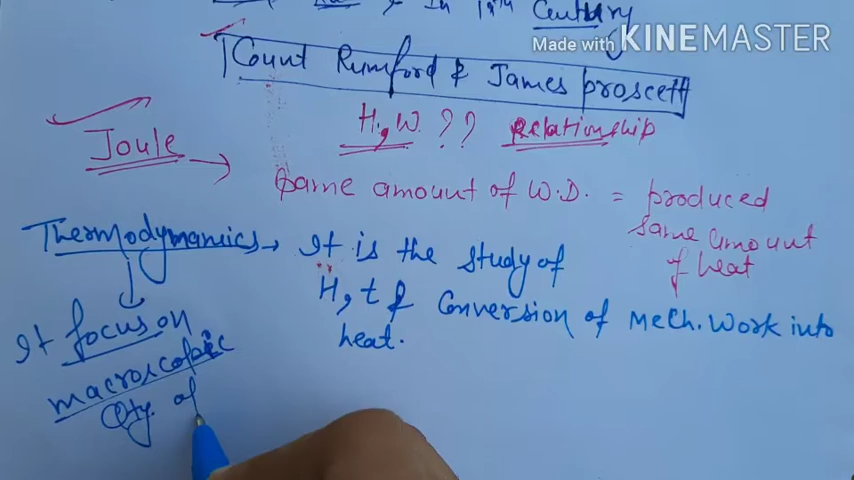 In 19th Century
Made with KINEMASTER
Count Rumford & James proscett
H, W. ?? Relationship
Joule →
same amount of W.D. = produced
same amount
of heat
Thermodynamics → It is the study of
H, t & Conversion of Mech. Work into
heat.
It focus on
macroscopic
Qty. of